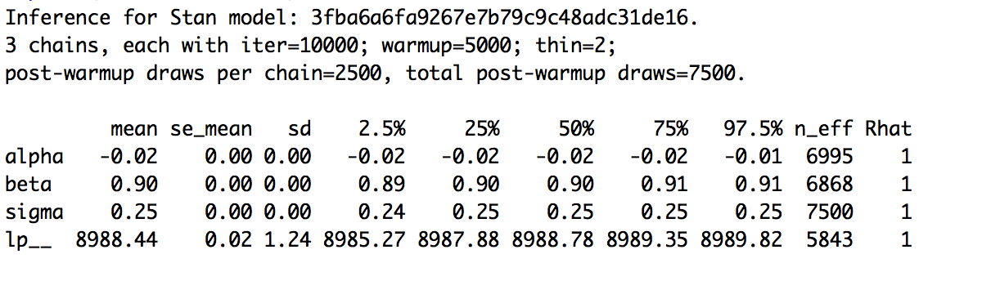 Inference for Stan model: 3fba6a6fa9267e7b79c9c48adc31de16.
3 chains, each with iter=10000; warmup=5000; thin=2;
post-warmup draws per chain=2500, total post-warmup draws=7500.

         mean se_mean   sd    2.5%     25%     50%     75%   97.5% n_eff Rhat
alpha   -0.02    0.00 0.00   -0.02   -0.02   -0.02   -0.02   -0.01  6995    1
beta     0.90    0.00 0.00    0.89    0.90    0.90    0.91    0.91  6868    1
sigma    0.25    0.00 0.00    0.24    0.25    0.25    0.25    0.25  7500    1
lp__  8988.44    0.02 1.24 8985.27 8987.88 8988.78 8989.35 8989.82  5843    1